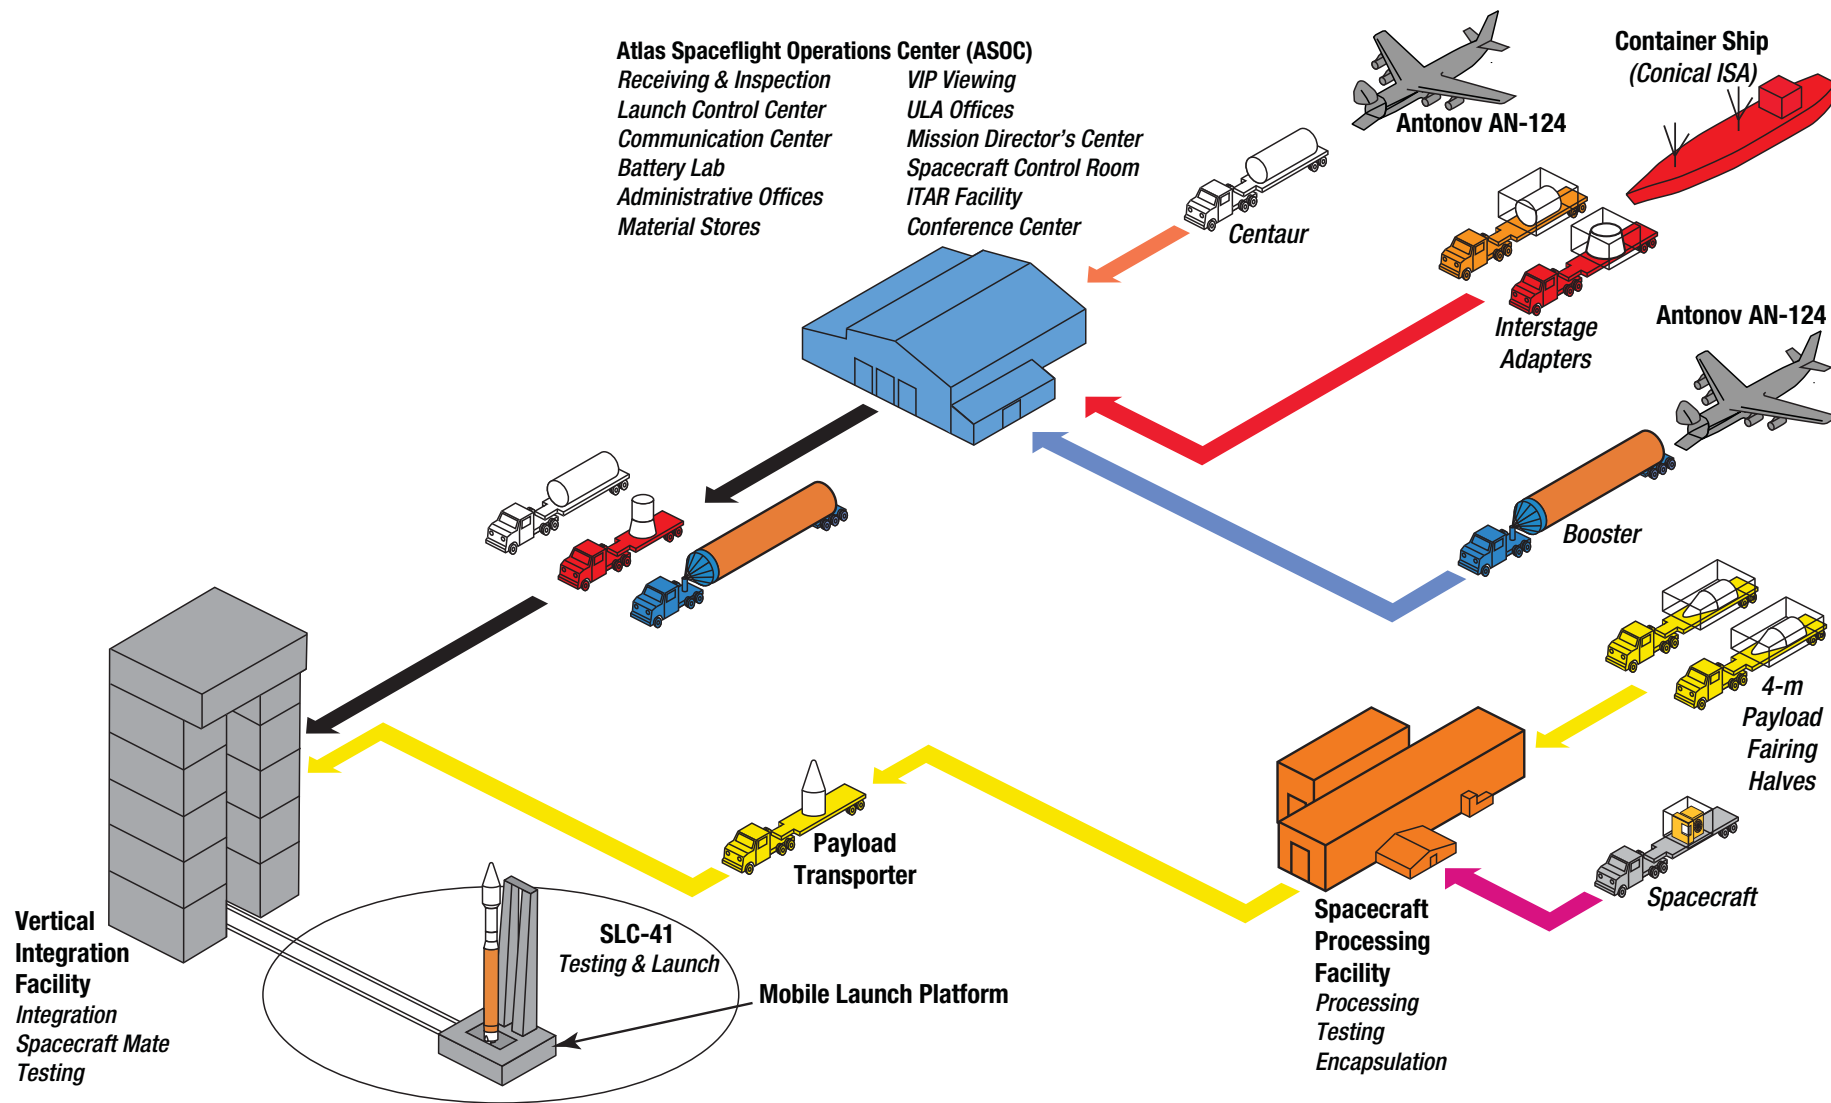 Atlas Spaceflight Operations Center (ASOC)
Receiving & Inspection
Launch Control Center
Communication Center
Battery Lab
Administrative Offices
Material Stores
VIP Viewing
ULA Offices
Mission Director's Center
Spacecraft Control Room
ITAR Facility
Conference Center
Centaur
Antonov AN-124
Container Ship
(Conical ISA)
Interstage
Adapters
Antonov AN-124
Booster
4-m
Payload
Fairing
Halves
Spacecraft
Spacecraft
Processing
Facility
Processing
Testing
Encapsulation
Payload
Transporter
SLC-41
Testing & Launch
Mobile Launch Platform
Vertical
Integration
Facility
Integration
Spacecraft Mate
Testing